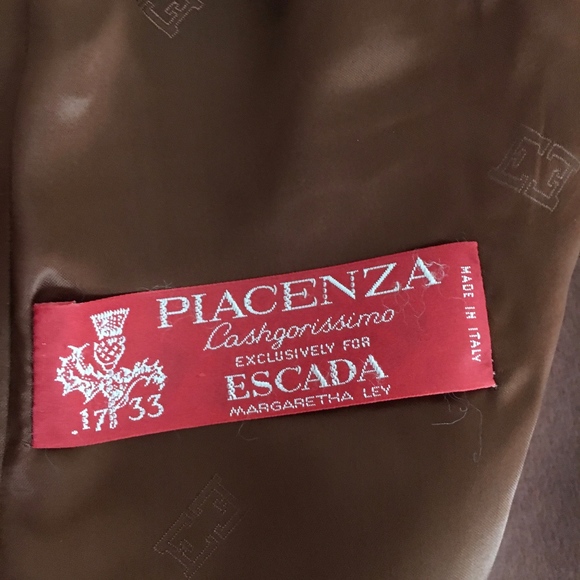 PIACENZA
Cashgorissimo
EXCLUSIVELY FOR
ESCADA
MARGARETHA LEY
MADE IN ITALY
.1733